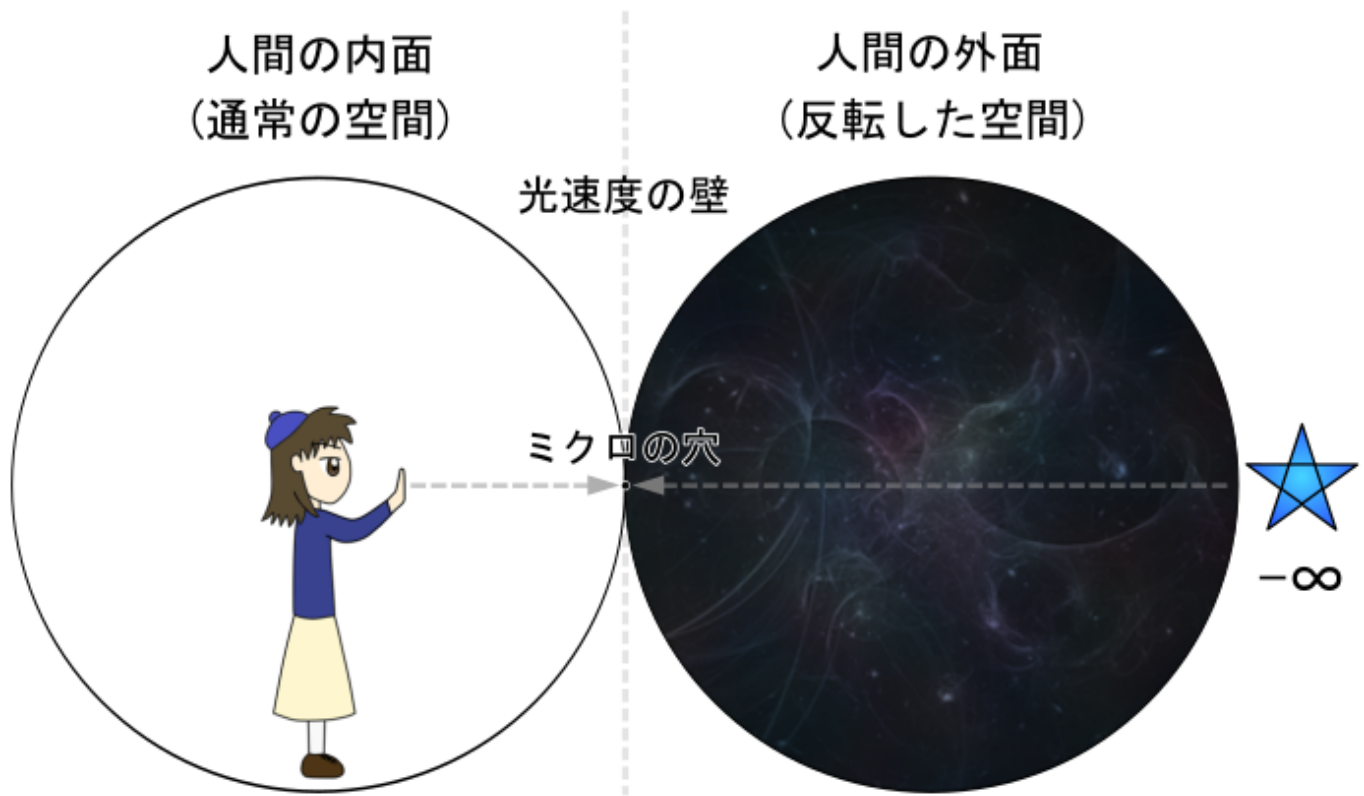 人間の内面
(通常の空間)
人間の外面
(反転した空間)
光速度の壁
ミクロの穴
-∞